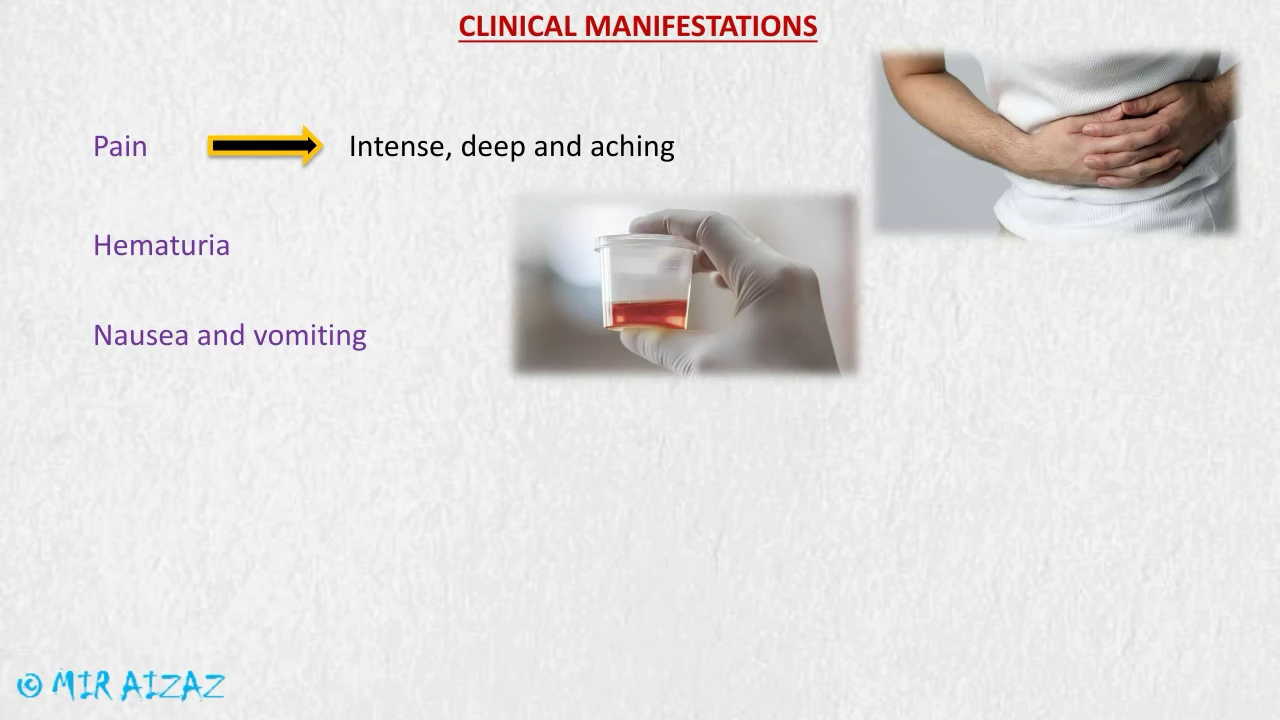 CLINICAL MANIFESTATIONS
Pain
Intense, deep and aching
Hematuria
Nausea and vomiting
© MIR AIZAZ